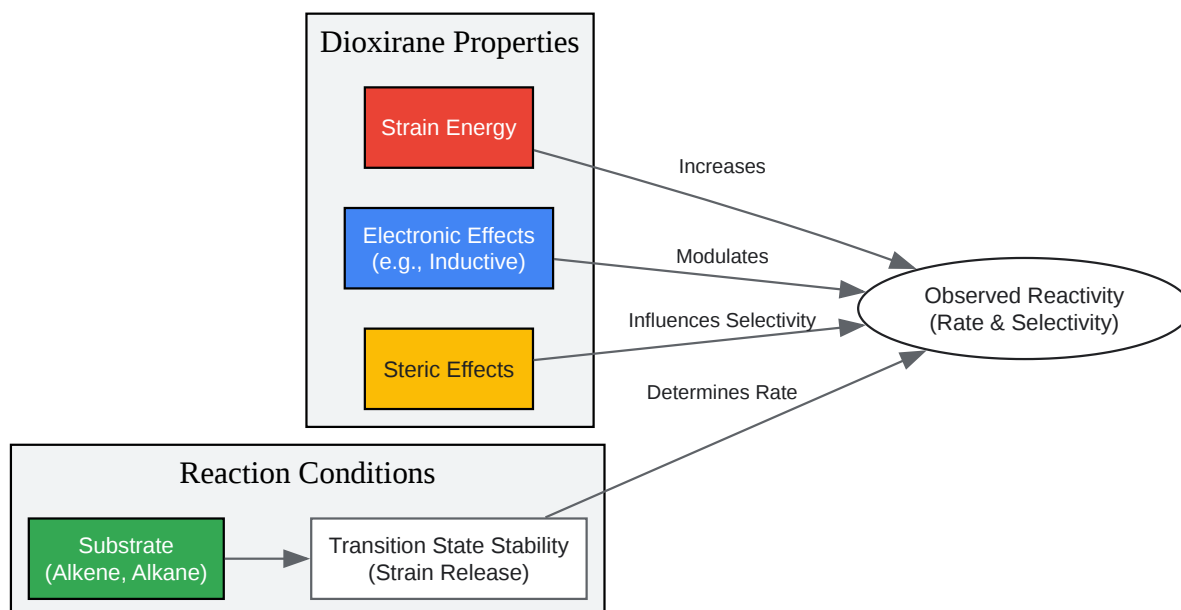 Dioxirane Properties
Strain Energy
Increases
Electronic Effects
(e.g., Inductive)
Modulates
Observed Reactivity
(Rate & Selectivity)
Influences Selectivity
Steric Effects
Determines Rate
Reaction Conditions
Substrate
(Alkene, Alkane)
Transition State Stability
(Strain Release)